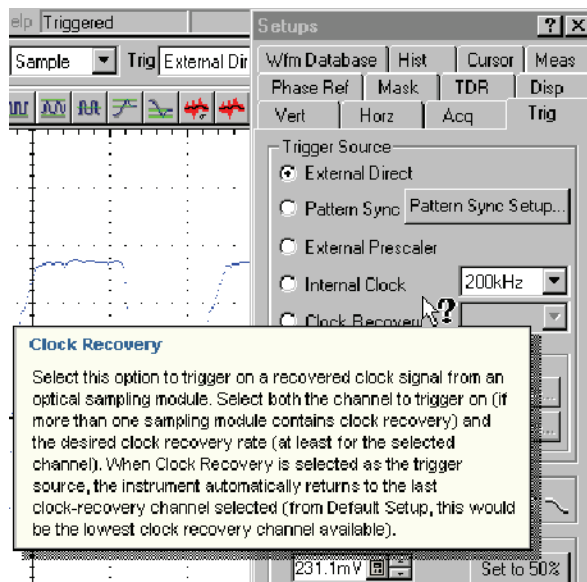 elp Triggered
Setups
Sample Trig External Dir
Wfm Database Hist Cursor Meas
Phase Ref Mask TDR Disp
Vert Horz Acq Trig
Trigger Source
External Direct
Pattern Sync Pattern Sync Setup...
External Prescaler
Internal Clock 200kHz
Clock Recovery
Clock Recovery
Select this option to trigger on a recovered clock signal from an
optical sampling module. Select both the channel to trigger on (if
more than one sampling module contains clock recovery) and
the desired clock recovery rate (at least for the selected
channel). When Clock Recovery is selected as the trigger
source, the instrument automatically returns to the last
clock-recovery channel selected (from Default Setup, this would
be the lowest clock recovery channel available).
231.1mV Set to 50%